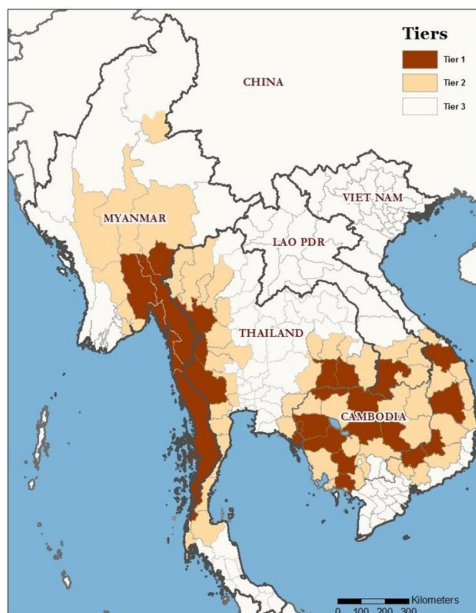 Tiers
Tier 1
Tier 2
Tier 3
CHINA
MYANMAR
VIET NAM
LAO PDR
THAILAND
CAMBODIA
Kilometers
0 50 100 200 300